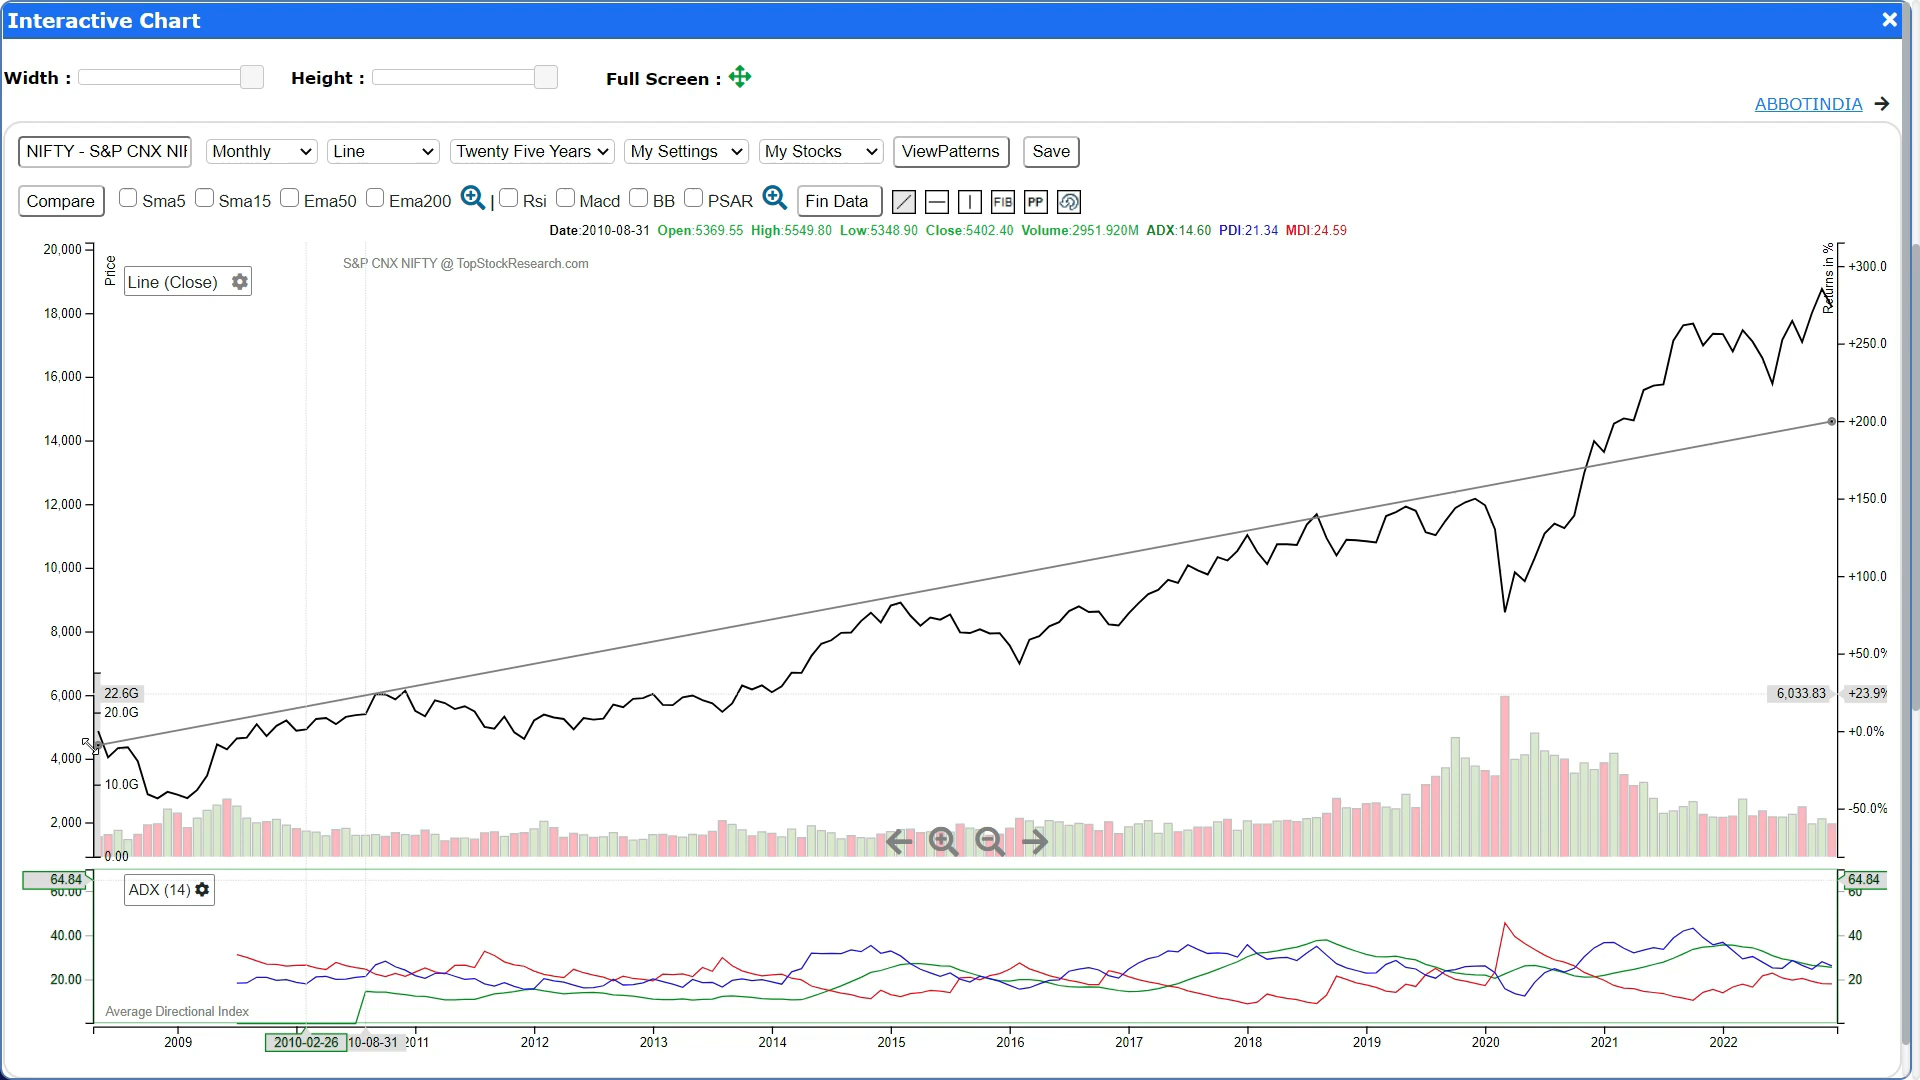 Interactive Chart
Width :
Height :
Full Screen :
ABBOTINDIA
NIFTY - S&P CNX NIF
Monthly
Line
Twenty Five Years
My Settings
My Stocks
ViewPatterns
Save
Compare
Sma5
Sma15
Ema50
Ema200
|
Rsi
Macd
BB
PSAR
Fin Data
FIB
PP
Date:2010-08-31 Open:5369.55 High:5549.80 Low:5348.90 Close:5402.40 Volume:2951.920M ADX:14.60 PDI:21.34 MDI:24.59
S&P CNX NIFTY @ TopStockResearch.com
Price
Line (Close)
20,000
18,000
16,000
14,000
12,000
10,000
8,000
6,000
4,000
2,000
22.6G
20.0G
10.0G
0.00
Returns in %
+300.0
+250.0
+200.0
+150.0
+100.0
+50.0%
6,033.83
+23.9%
+0.0%
-50.0%
ADX (14)
64.84
60.00
40.00
20.00
64.84
60
40
20
Average Directional Index
2009
2010-02-26
10-08-31
2011
2012
2013
2014
2015
2016
2017
2018
2019
2020
2021
2022